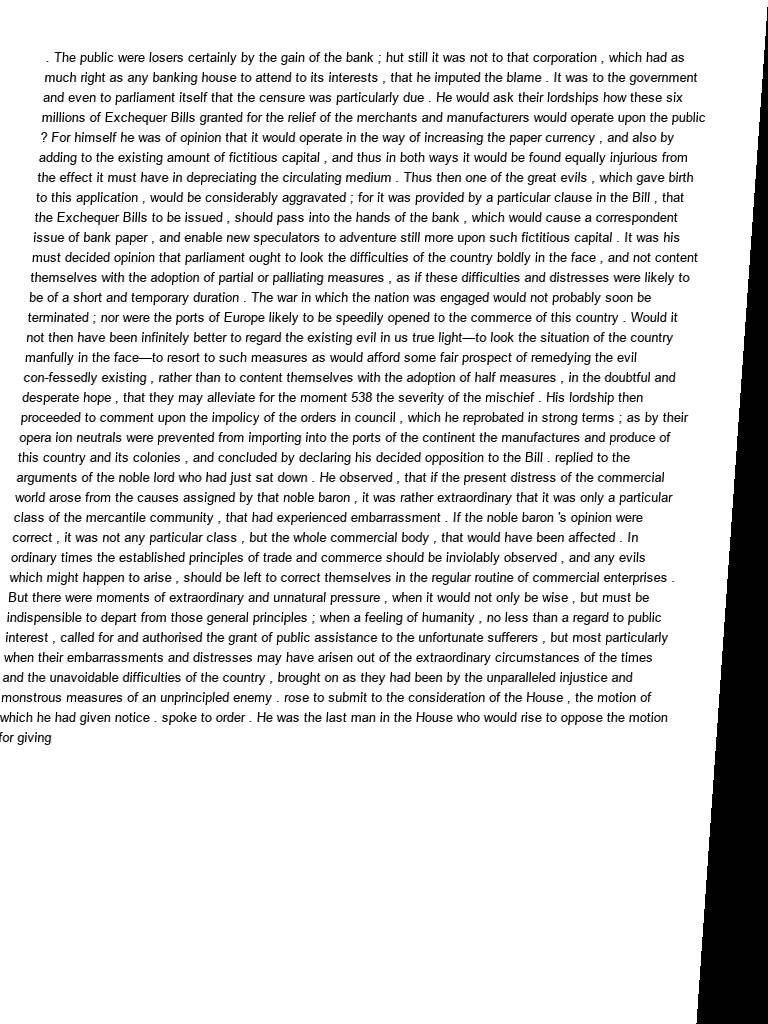 . The public were losers certainly by the gain of the bank ; hut still it was not to that corporation , which had as
much right as any banking house to attend to its interests , that he imputed the blame . It was to the government
and even to parliament itself that the censure was particularly due . He would ask their lordships how these six
millions of Exchequer Bills granted for the relief of the merchants and manufacturers would operate upon the public
? For himself he was of opinion that it would operate in the way of increasing the paper currency , and also by
adding to the existing amount of fictitious capital , and thus in both ways it would be found equally injurious from
the effect it must have in depreciating the circulating medium . Thus then one of the great evils , which gave birth
to this application , would be considerably aggravated ; for it was provided by a particular clause in the Bill , that
the Exchequer Bills to be issued , should pass into the hands of the bank , which would cause a correspondent
issue of bank paper , and enable new speculators to adventure still more upon such fictitious capital . It was his
must decided opinion that parliament ought to look the difficulties of the country boldly in the face , and not content
themselves with the adoption of partial or palliating measures , as if these difficulties and distresses were likely to
be of a short and temporary duration . The war in which the nation was engaged would not probably soon be
terminated ; nor were the ports of Europe likely to be speedily opened to the commerce of this country . Would it
not then have been infinitely better to regard the existing evil in us true light—to look the situation of the country
manfully in the face—to resort to such measures as would afford some fair prospect of remedying the evil
con-fessedly existing , rather than to content themselves with the adoption of half measures , in the doubtful and
desperate hope , that they may alleviate for the moment 538 the severity of the mischief . His lordship then
proceeded to comment upon the impolicy of the orders in council , which he reprobated in strong terms ; as by their
opera ion neutrals were prevented from importing into the ports of the continent the manufactures and produce of
this country and its colonies , and concluded by declaring his decided opposition to the Bill . replied to the
arguments of the noble lord who had just sat down . He observed , that if the present distress of the commercial
world arose from the causes assigned by that noble baron , it was rather extraordinary that it was only a particular
class of the mercantile community , that had experienced embarrassment . If the noble baron 's opinion were
correct , it was not any particular class , but the whole commercial body , that would have been affected . In
ordinary times the established principles of trade and commerce should be inviolably observed , and any evils
which might happen to arise , should be left to correct themselves in the regular routine of commercial enterprises .
But there were moments of extraordinary and unnatural pressure , when it would not only be wise , but must be
indispensible to depart from those general principles ; when a feeling of humanity , no less than a regard to public
interest , called for and authorised the grant of public assistance to the unfortunate sufferers , but most particularly
when their embarrassments and distresses may have arisen out of the extraordinary circumstances of the times
and the unavoidable difficulties of the country , brought on as they had been by the unparalleled injustice and
monstrous measures of an unprincipled enemy . rose to submit to the consideration of the House , the motion of
which he had given notice . spoke to order . He was the last man in the House who would rise to oppose the motion
for giving